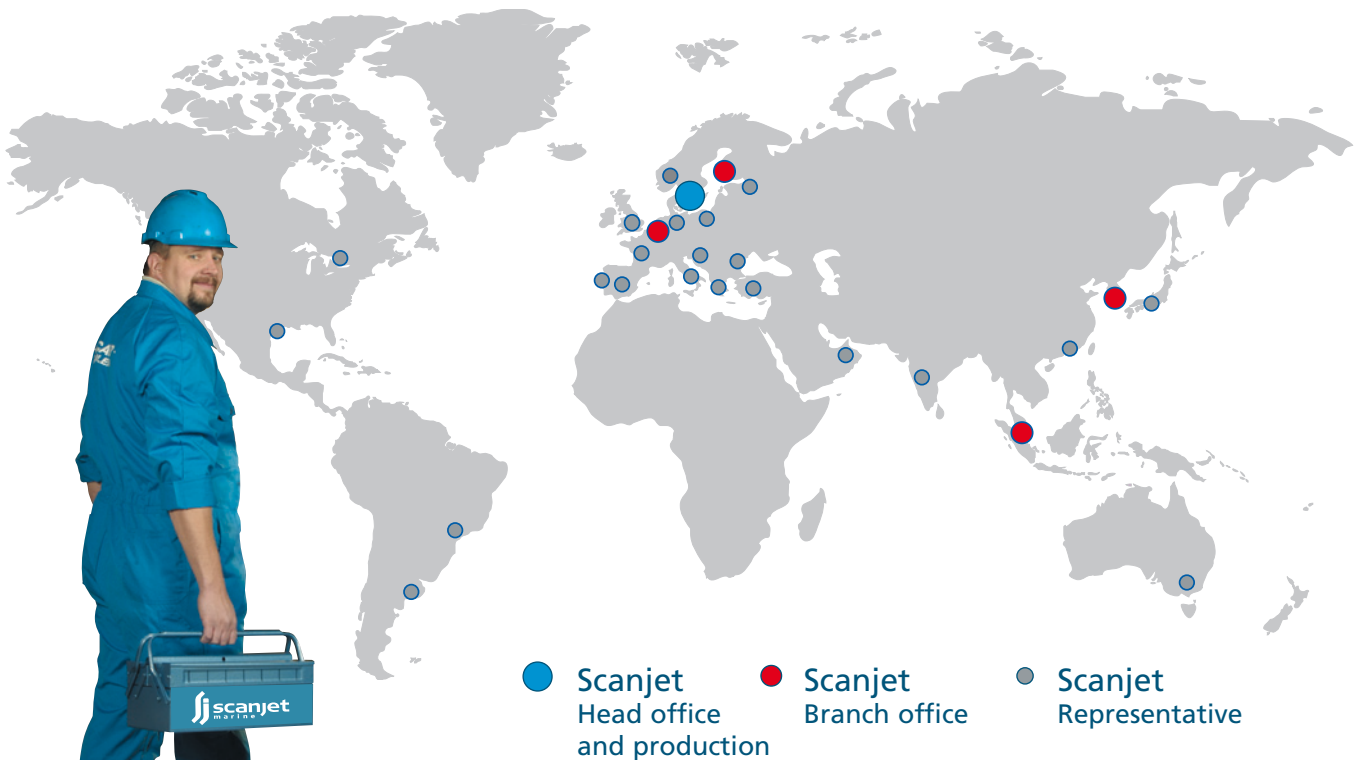 scanjet
marine
Scanjet
Head office
and production
Scanjet
Branch office
Scanjet
Representative